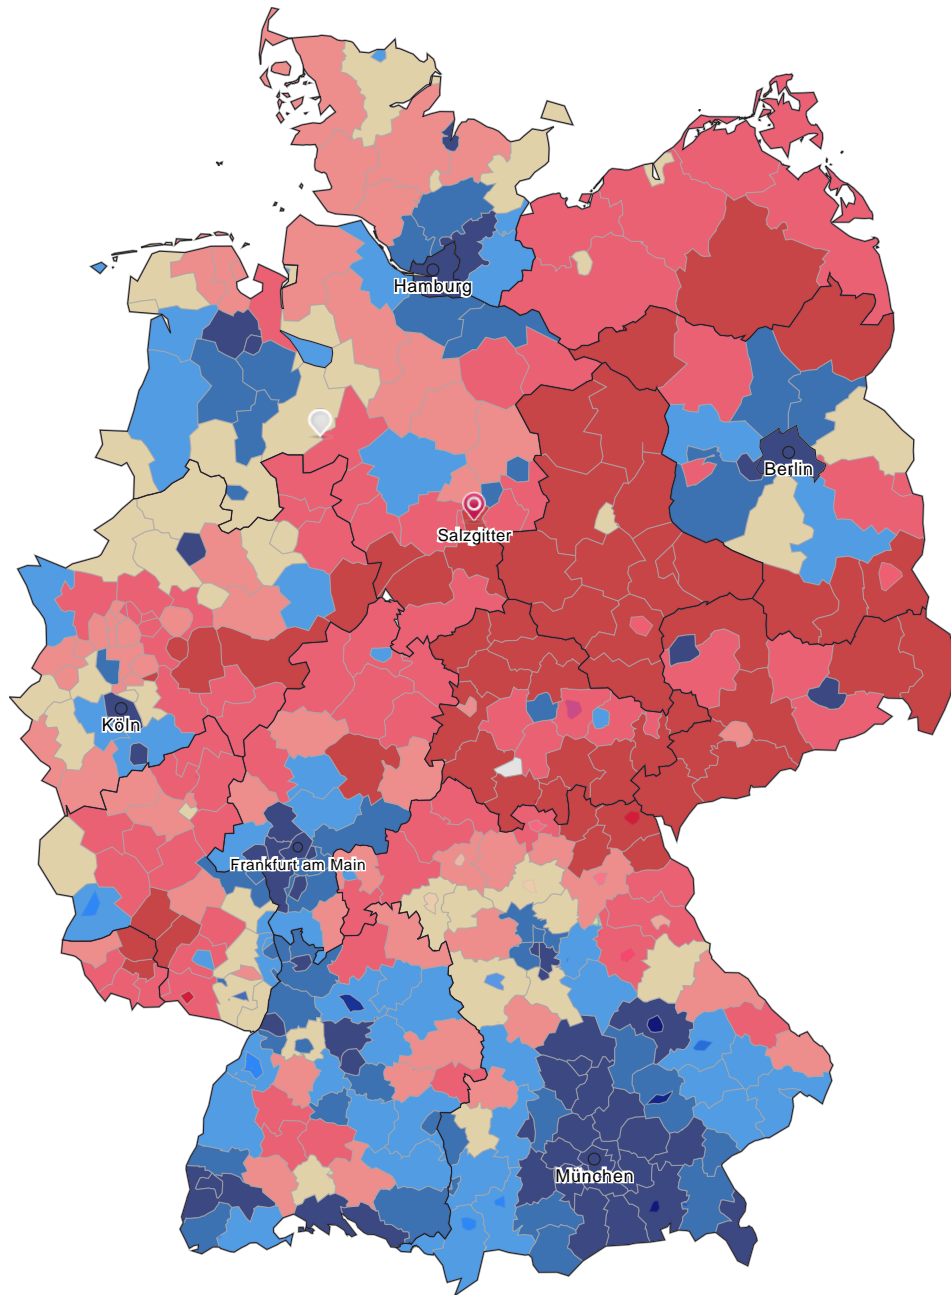 Hamburg
Berlin
Salzgitter
Köln
Frankfurt am Main
München